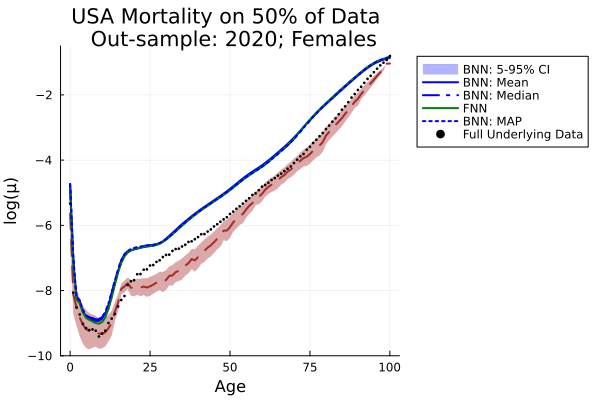 USA Mortality on 50% of Data
Out-sample: 2020; Females
BNN: 5-95% CI
BNN: Mean
BNN: Median
FNN
BNN: MAP
Full Underlying Data
log(μ)
−2
−4
−6
−8
−10
0
25
50
75
100
Age